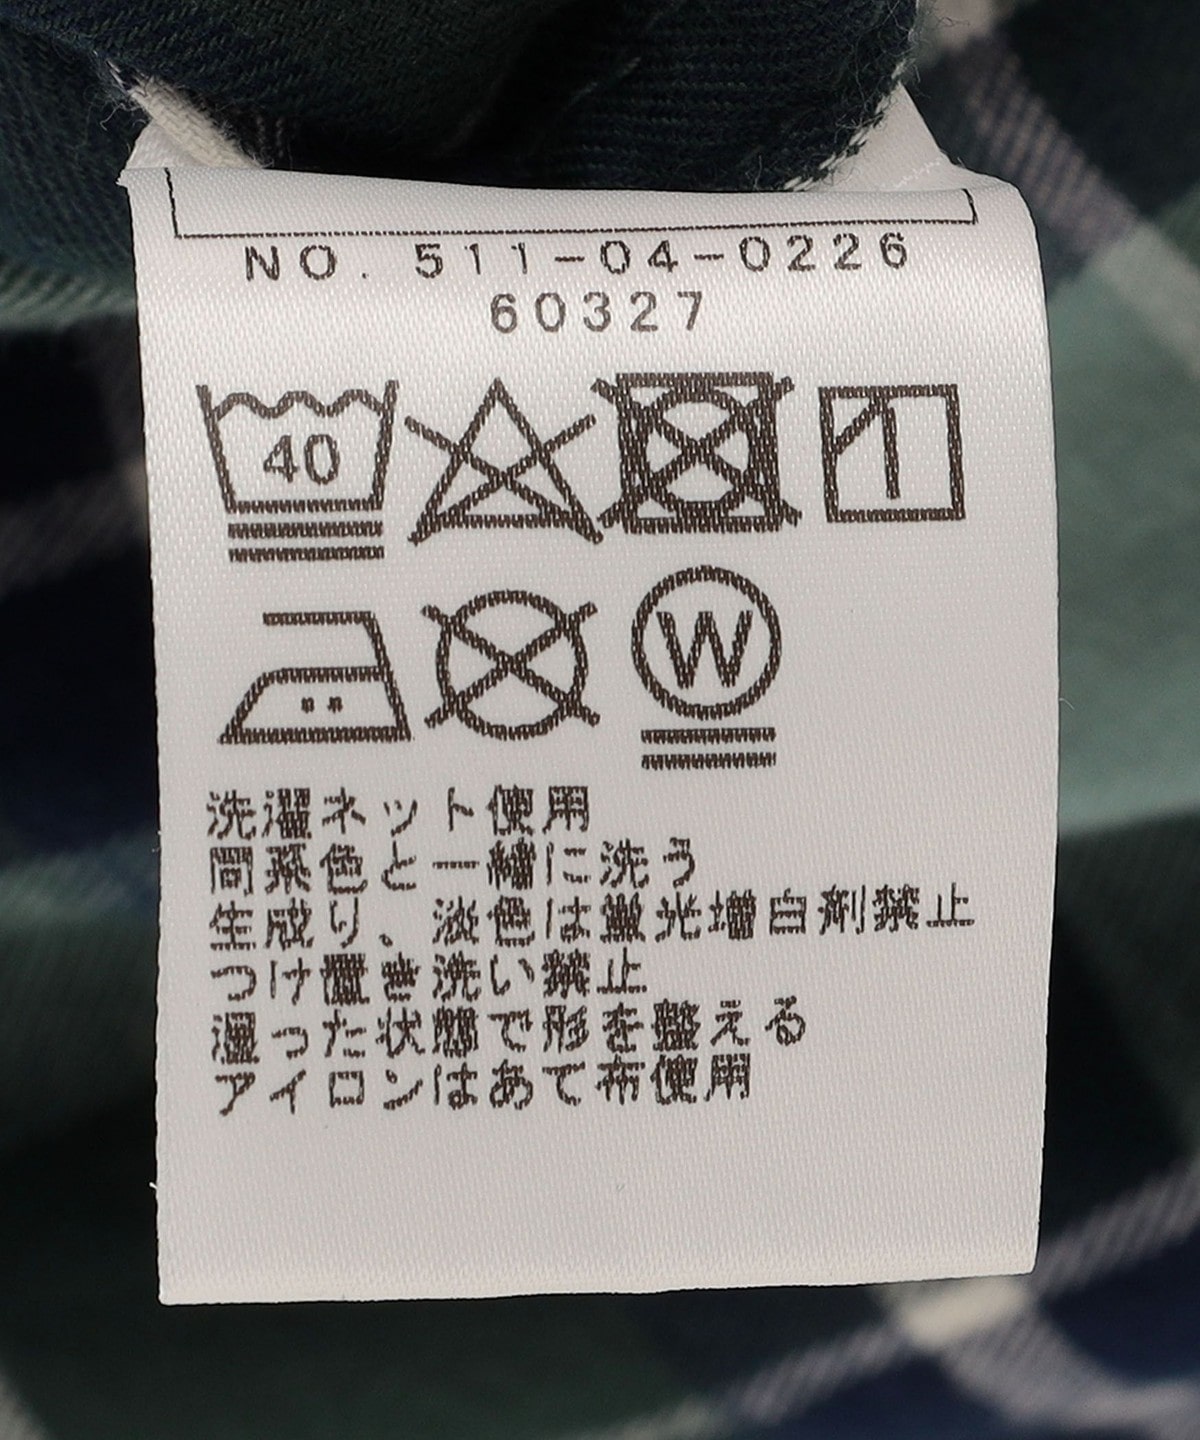 NO. 511-04-0226
60327
40
W
洗濯ネット使用
同系色と一緒に洗う
生成り、淡色は蛍光増白剤禁止
つけ置き洗い禁止
湿った状態で形を整える
アイロンはあて布使用